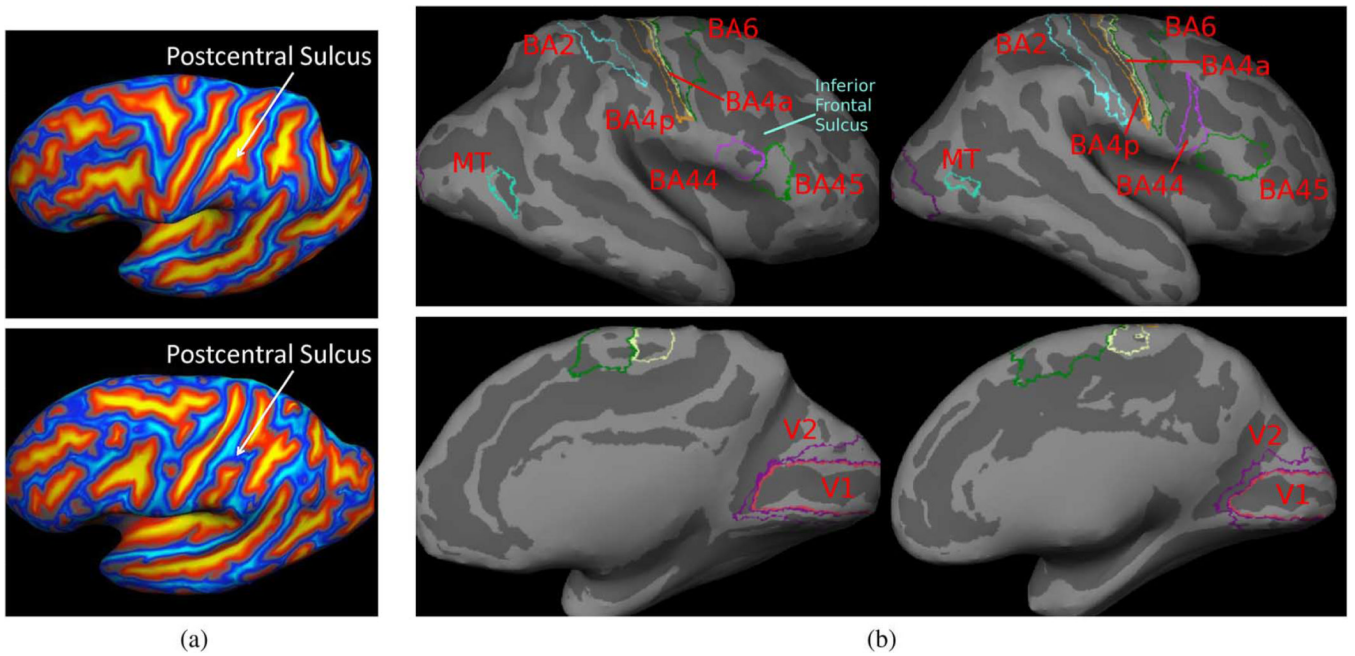 Postcentral Sulcus
Postcentral Sulcus
(a)
BA2
BA6
BA4a
Inferior
Frontal
Sulcus
BA4p
MT
BA44
BA45
BA2
BA6
BA4a
BA4p
MT
BA44
BA45
V2
V1
V2
V1
(b)